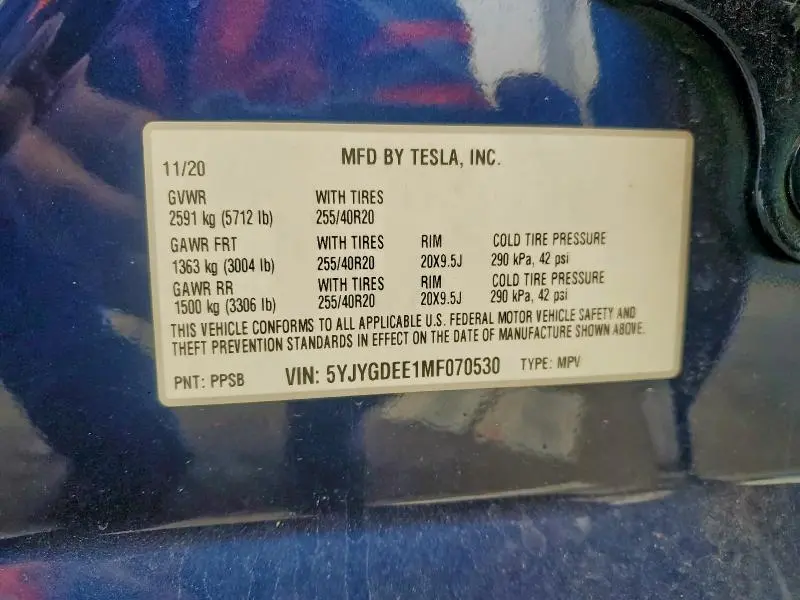 MFD BY TESLA, INC.
11/20
GVWR WITH TIRES
2591 kg (5712 lb) 255/40R20
GAWR FRT WITH TIRES RIM COLD TIRE PRESSURE
1363 kg (3004 lb) 255/40R20 20X9.5J 290 kPa, 42 psi
GAWR RR WITH TIRES RIM COLD TIRE PRESSURE
1500 kg (3306 lb) 255/40R20 20X9.5J 290 kPa, 42 psi
THIS VEHICLE CONFORMS TO ALL APPLICABLE U.S. FEDERAL MOTOR VEHICLE SAFETY AND
THEFT PREVENTION STANDARDS IN EFFECT ON THE DATE OF MANUFACTURE SHOWN ABOVE.
PNT: PPSB VIN: 5YJYGDEE1MF070530 TYPE: MPV